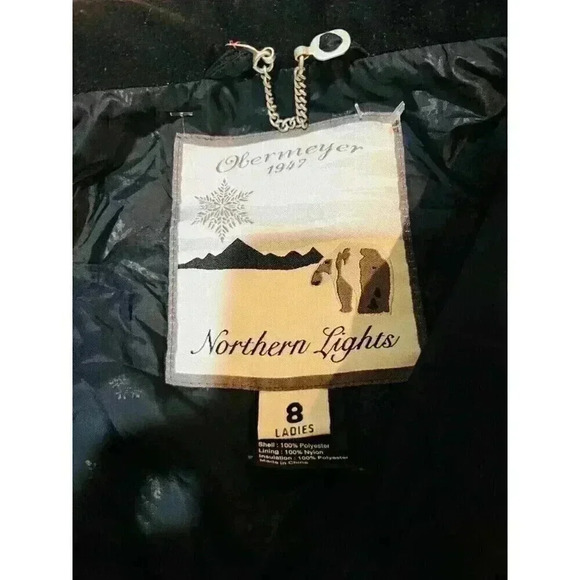 Obermeyer
1947
Northern Lights
8
LADIES
Shell : 100% Polyester
Lining : 100% Nylon
Insulation : 100% Polyester
Made in China